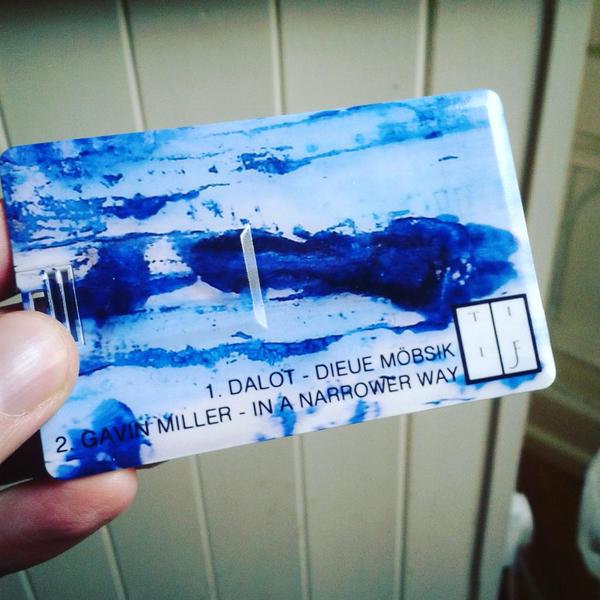 1. DALOT - DIEUE MÖBSIK
2. GAVIN MILLER - IN A NARROWER WAY
T I
I F